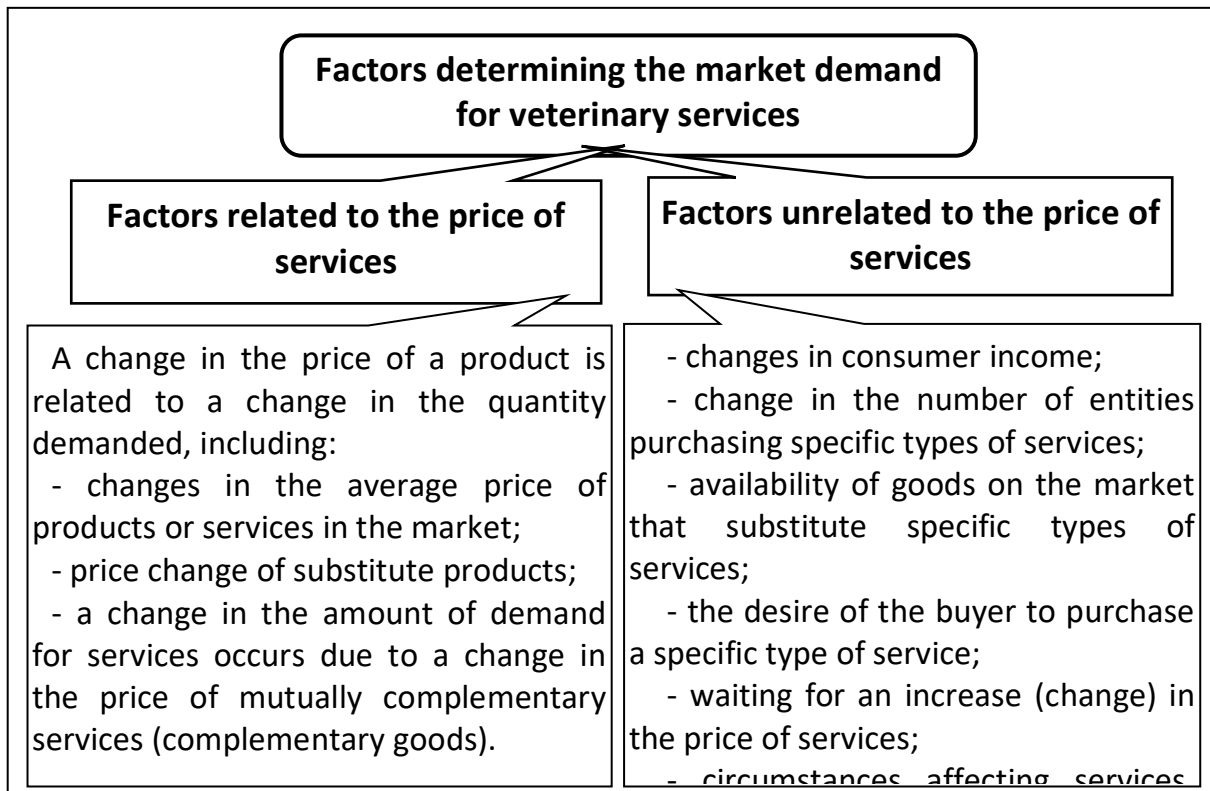 Factors determining the market demand
for veterinary services
Factors related to the price of
services
Factors unrelated to the price of
services
A change in the price of a product is
related to a change in the quantity
demanded, including:
- changes in the average price of
products or services in the market;
- price change of substitute products;
- a change in the amount of demand
for services occurs due to a change in
the price of mutually complementary
services (complementary goods).
- changes in consumer income;
- change in the number of entities
purchasing specific types of services;
- availability of goods on the market
that substitute specific types of
services;
- the desire of the buyer to purchase
a specific type of service;
- waiting for an increase (change) in
the price of services;
- circumstances affecting services,